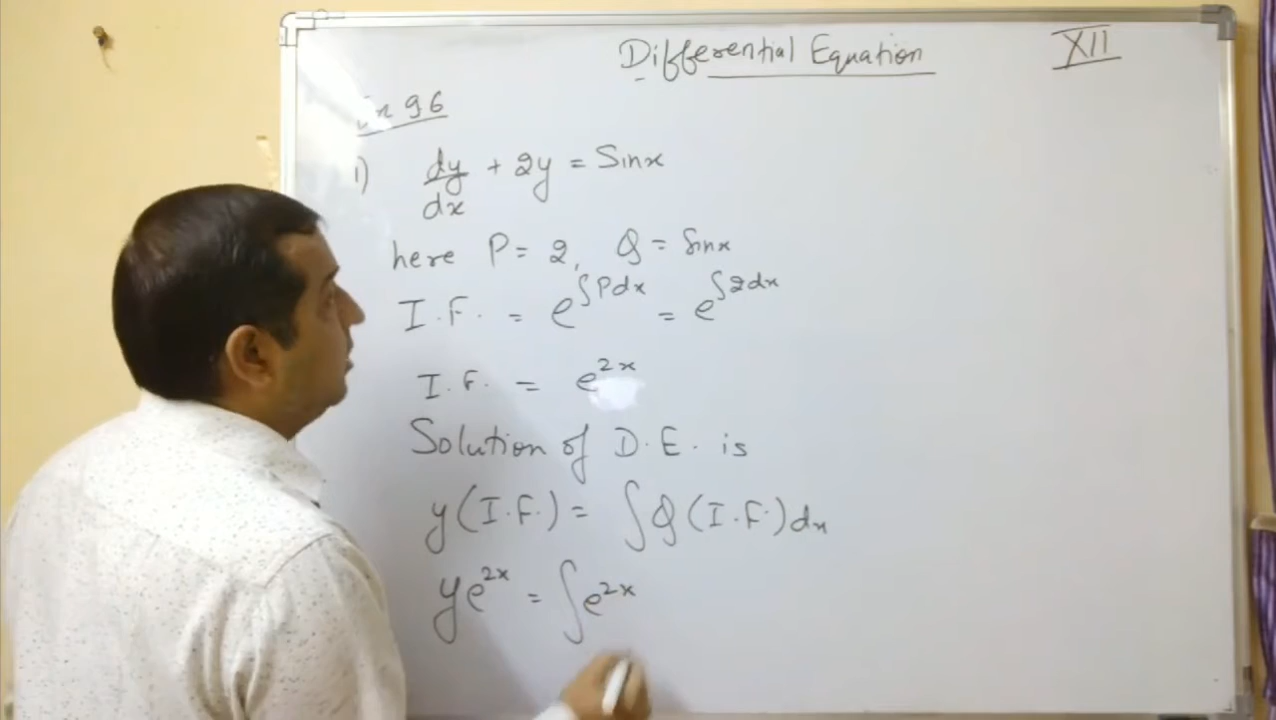 Differential Equation XII
9.6
1) dy/dx + 2y = Sinx
here P = 2, Q = Sinx
I.F. = e^∫Pdx = e^∫2dx
I.F. = e^2x
Solution of D.E. is
y(I.F.) = ∫Q(I.F.)dx
ye^2x = ∫e^2x